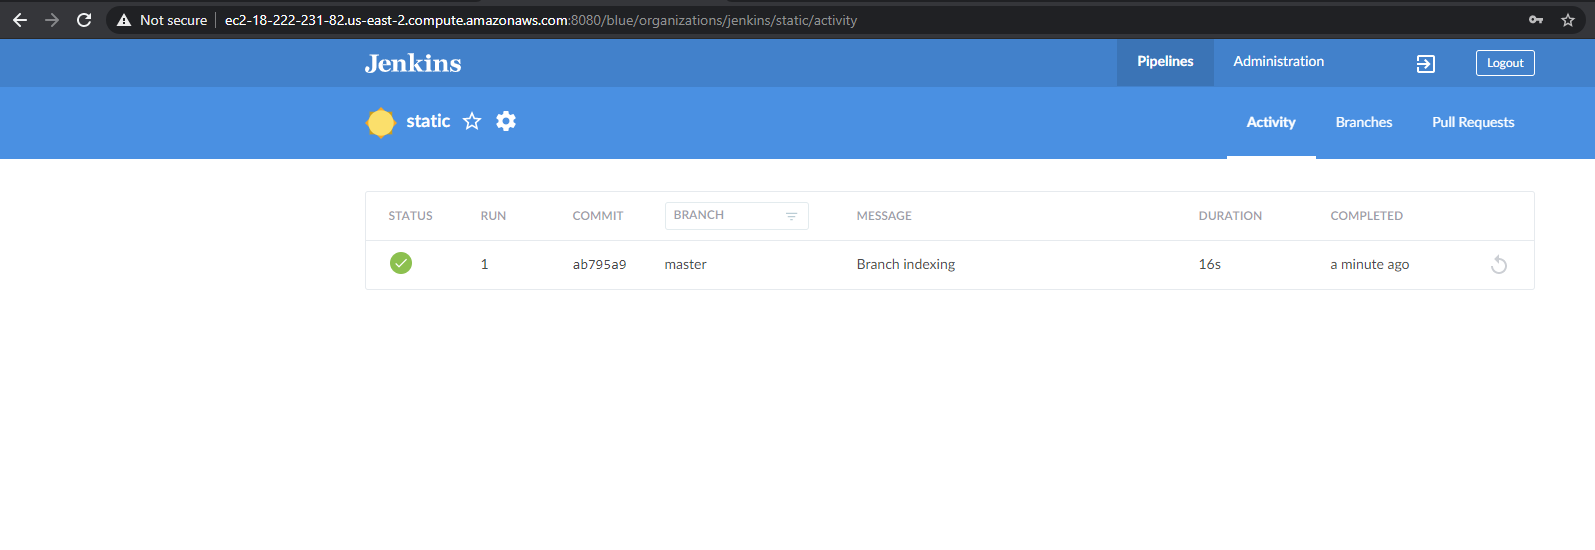 Not secure ec2-18-222-231-82.us-east-2.compute.amazonaws.com:8080/blue/organizations/jenkins/static/activity
Jenkins Pipelines Administration Logout
static Activity Branches Pull Requests
STATUS RUN COMMIT BRANCH MESSAGE DURATION COMPLETED
1 ab795a9 master Branch indexing 16s a minute ago